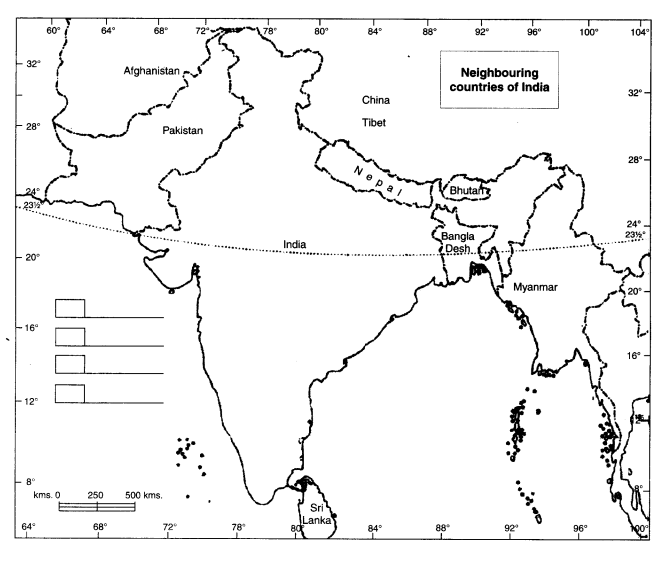 60° 64° 68° 72° 76° 80° 84° 88° 92° 96° 100° 104°
32°
28°
24°
23½°
20°
16°
12°
8°
Neighbouring
countries of India
Afghanistan
China
Tibet
Pakistan
Nepal
Bhutan
India
Bangla
Desh
Myanmar
Sri
Lanka
kms. 0 250 500 kms.
32°
28°
24°
23½°
20°
16°
12°
8°
64° 68° 72° 76° 80° 84° 88° 92° 96° 100°